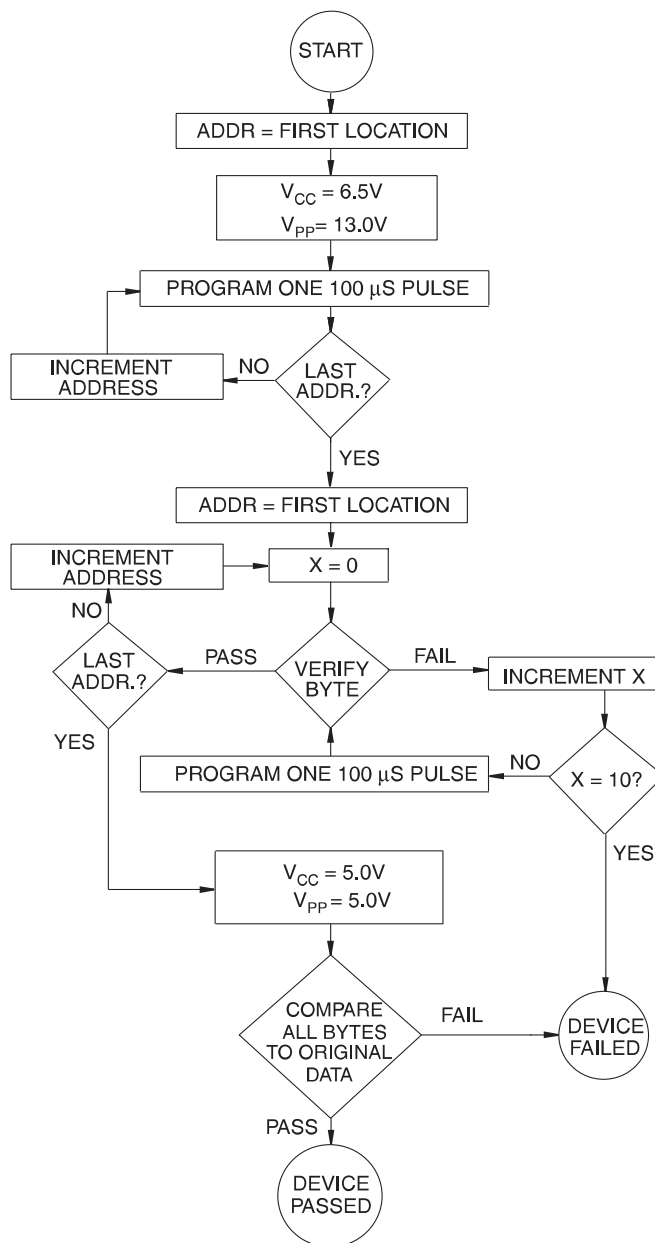 START
ADDR = FIRST LOCATION
VCC = 6.5V
VPP = 13.0V
PROGRAM ONE 100 μS PULSE
INCREMENT
ADDRESS
NO
LAST
ADDR.?
YES
ADDR = FIRST LOCATION
INCREMENT
ADDRESS
X = 0
NO
LAST
ADDR.?
PASS
VERIFY
BYTE
FAIL
INCREMENT X
YES
PROGRAM ONE 100 μS PULSE
NO
X = 10?
YES
VCC = 5.0V
VPP = 5.0V
COMPARE
ALL BYTES
TO ORIGINAL
DATA
FAIL
DEVICE
FAILED
PASS
DEVICE
PASSED